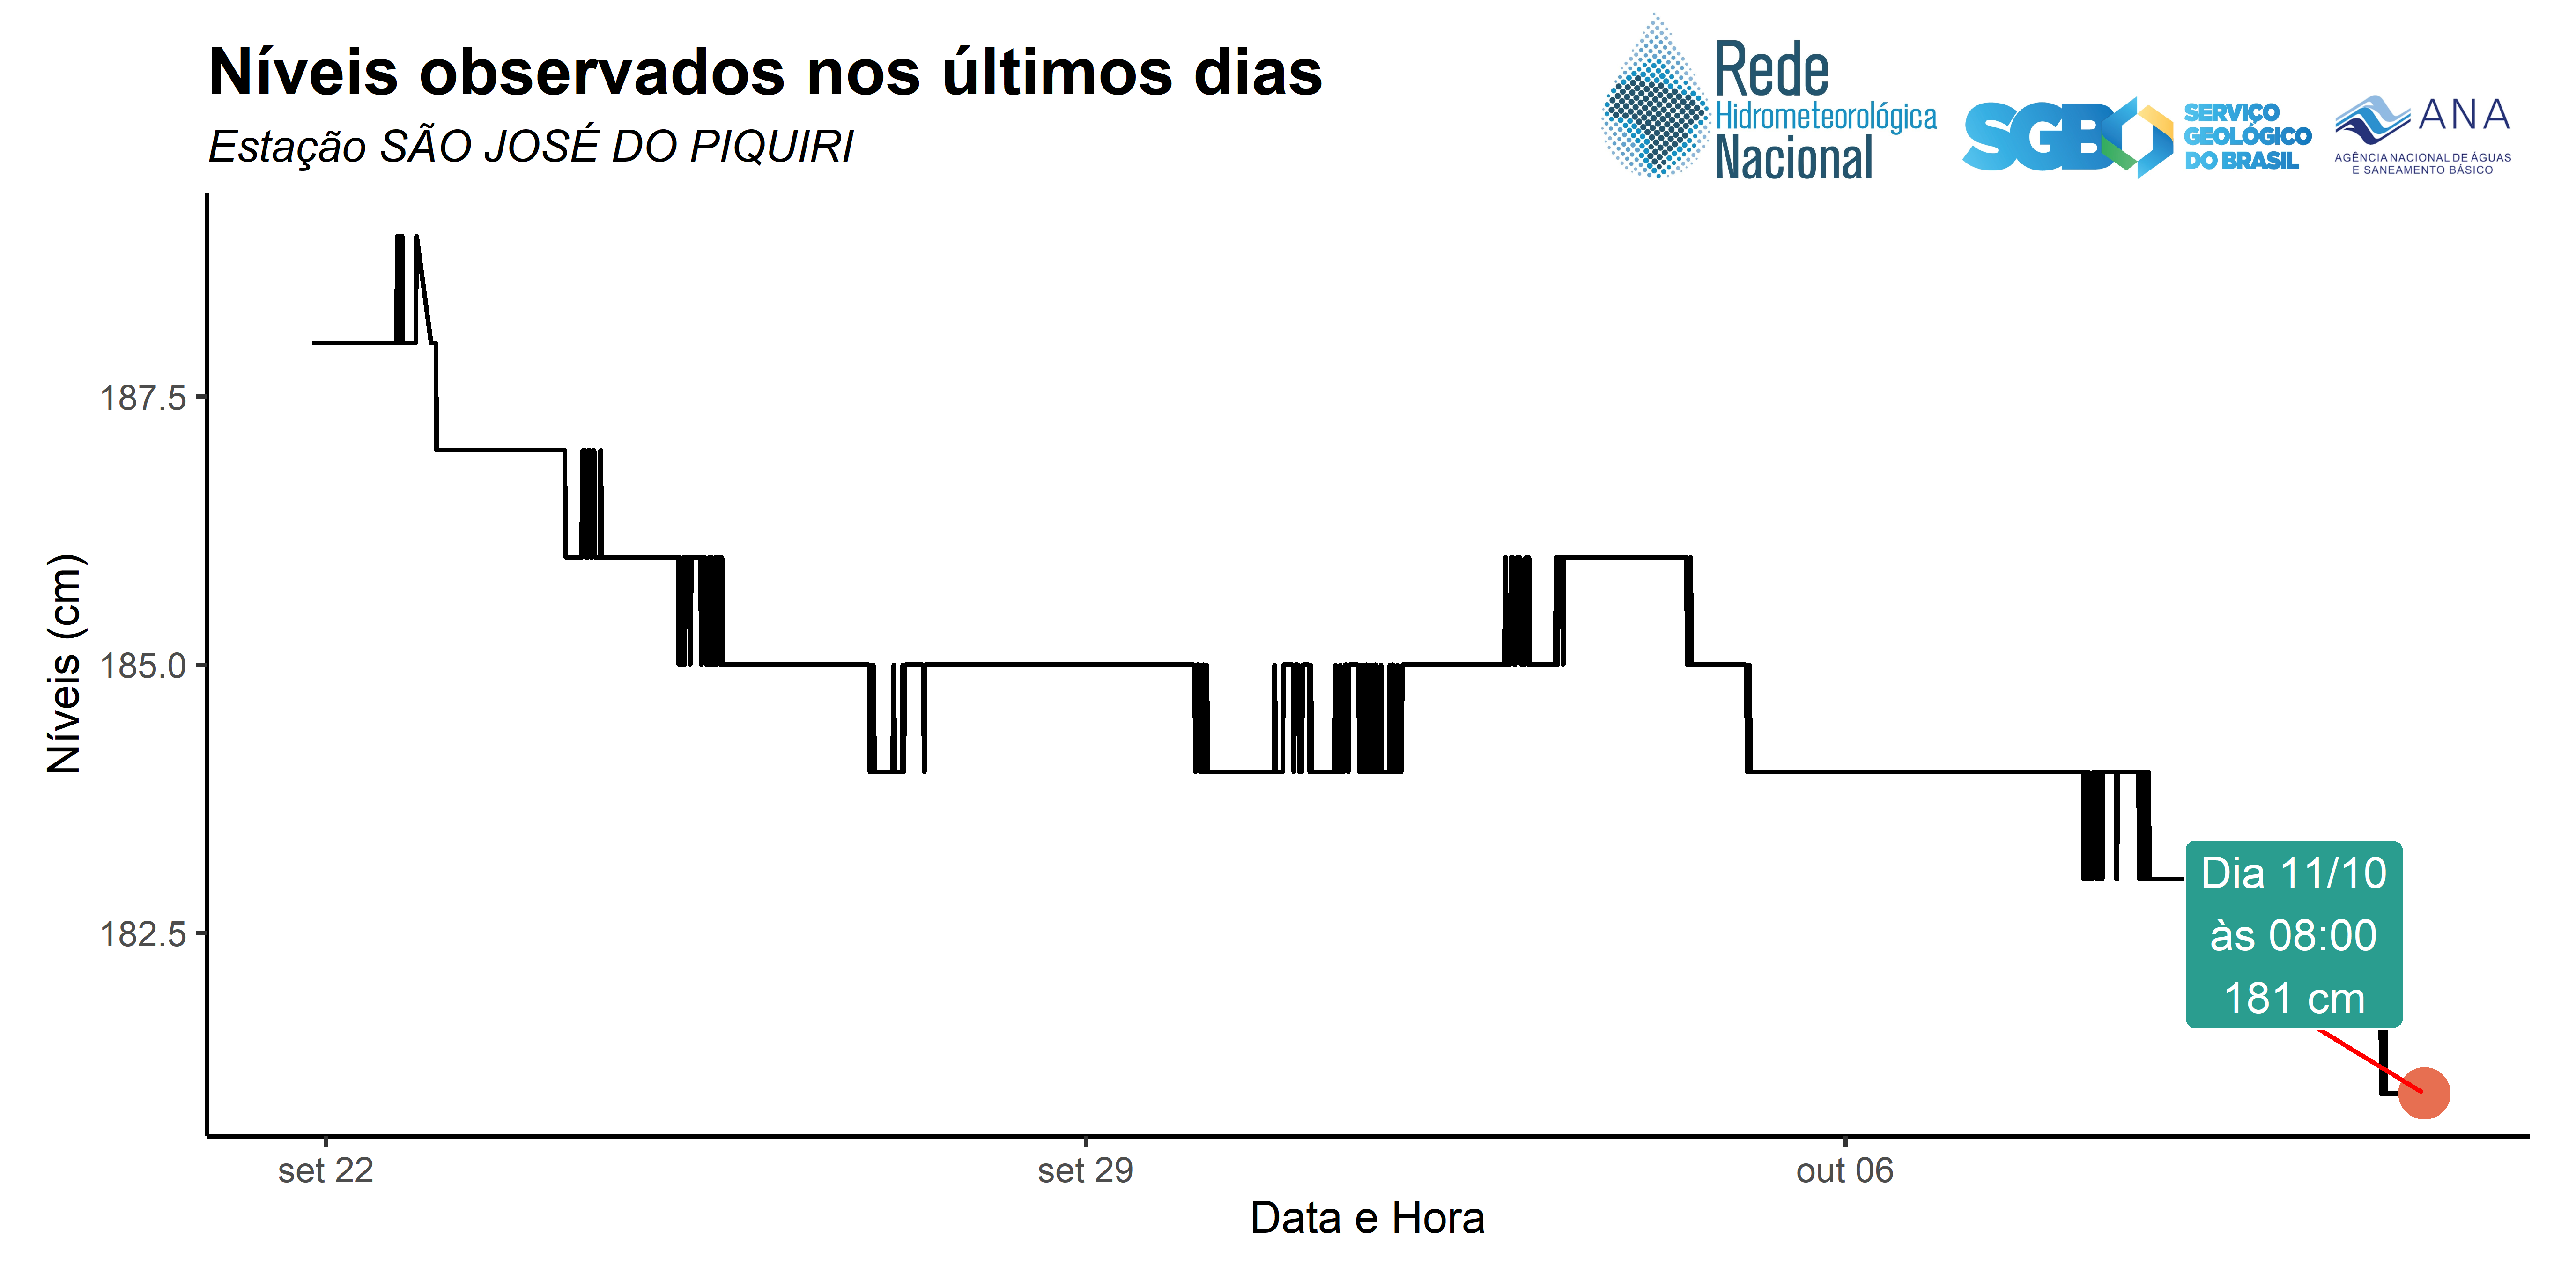 Níveis observados nos últimos dias
Estação SÃO JOSÉ DO PIQUIRI
Rede
Hidrometeorológica
Nacional
SGB
SERVIÇO
GEOLÓGICO
DO BRASIL
ANA
AGÊNCIA NACIONAL DE ÁGUAS
E SANEAMENTO BÁSICO
Níveis (cm)
187.5
185.0
182.5
Dia 11/10
às 08:00
181 cm
set 22
set 29
out 06
Data e Hora